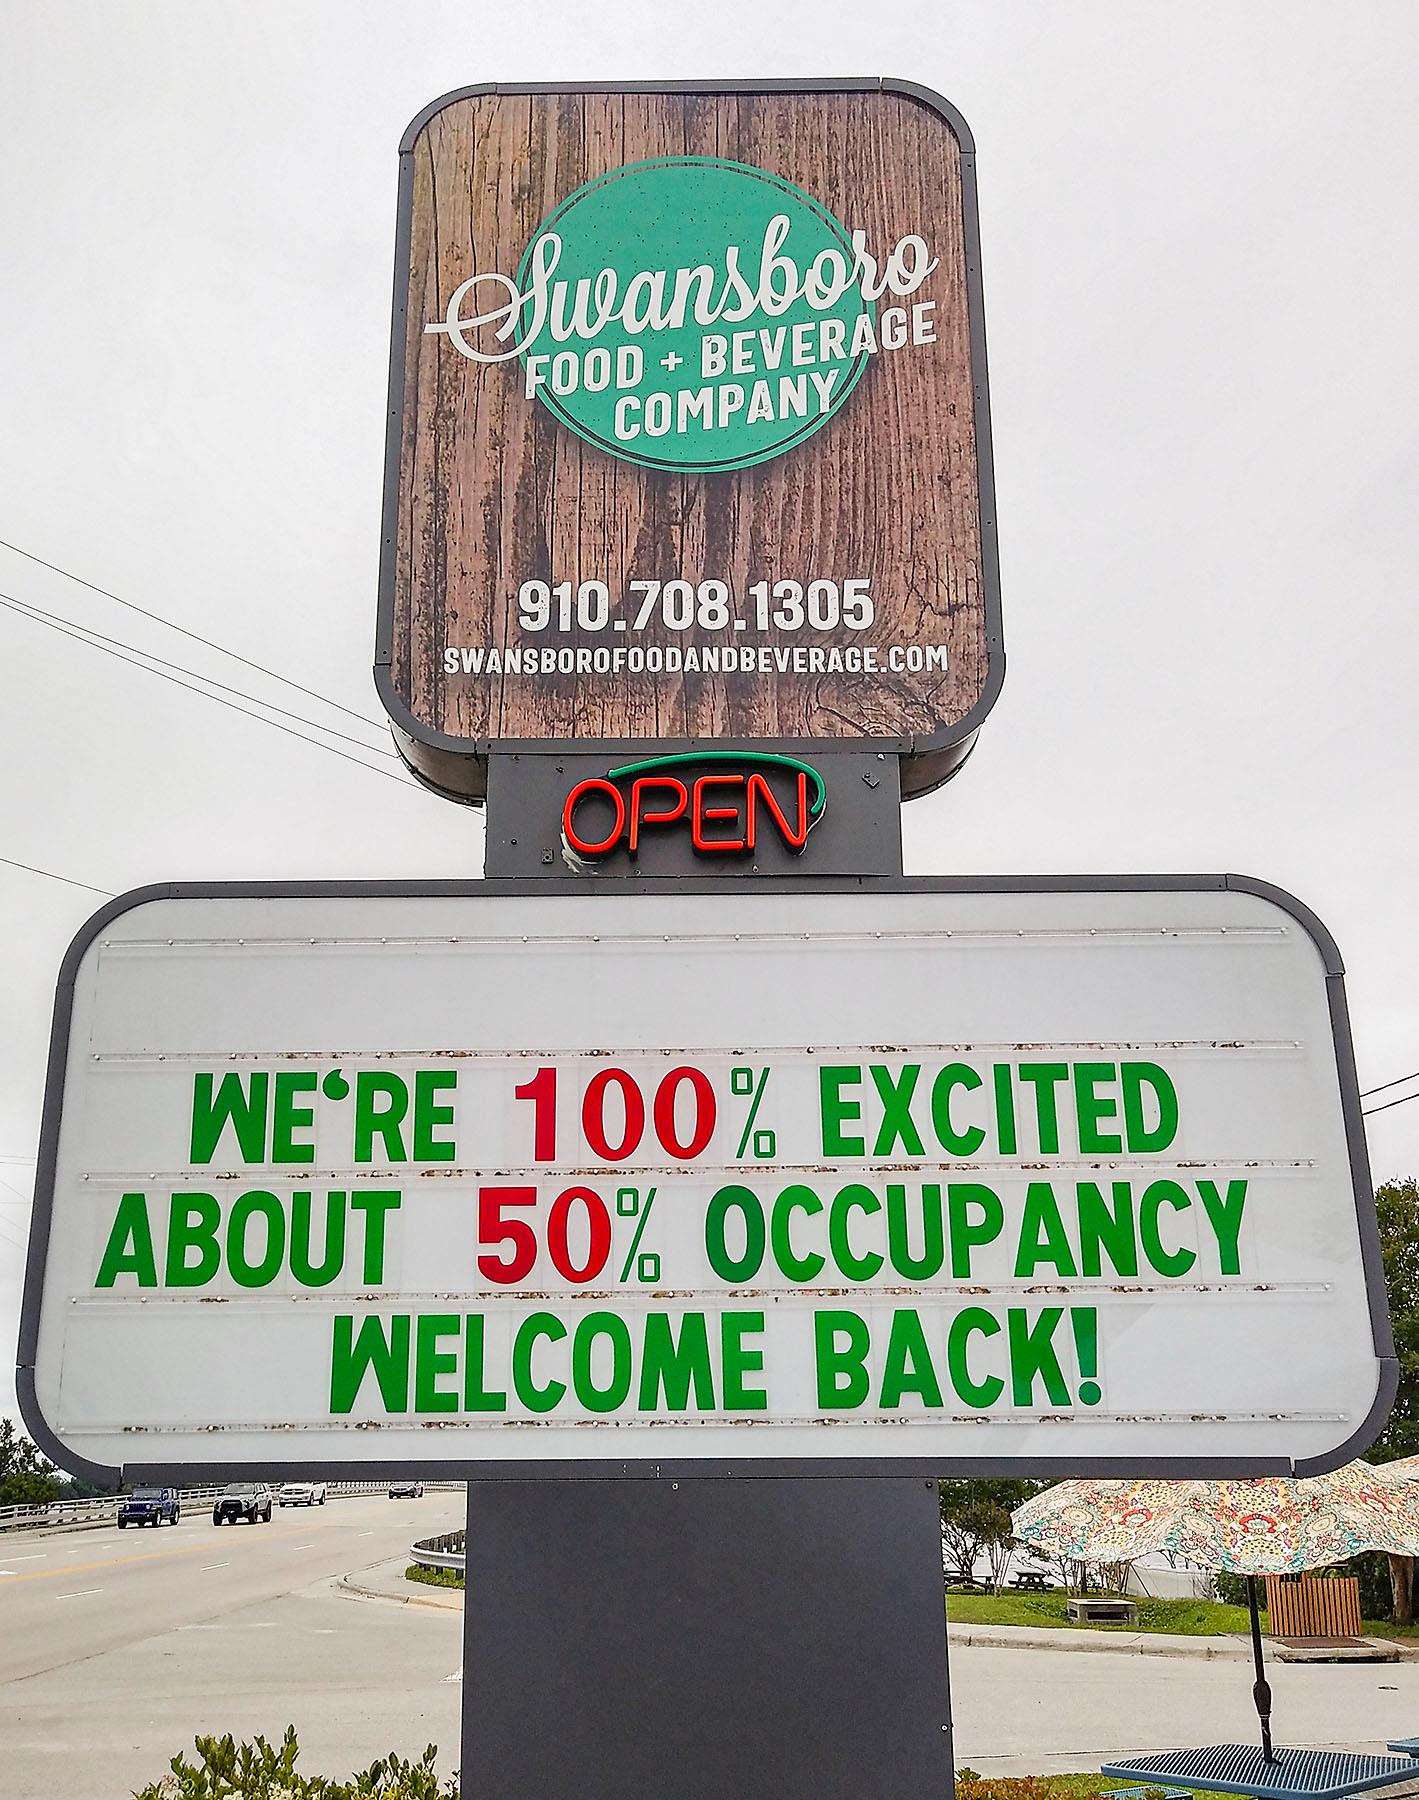 Swansboro
FOOD + BEVERAGE
COMPANY
910.708.1305
SWANSBOROFOODANDBEVERAGE.COM
OPEN
WE'RE 100% EXCITED
ABOUT 50% OCCUPANCY
WELCOME BACK!